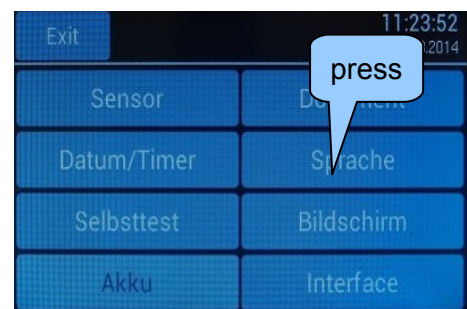 Exit
11:23:52
.2014
press
Sensor
Datum/Timer
Sprache
Selbsttest
Bildschirm
Akku
Interface